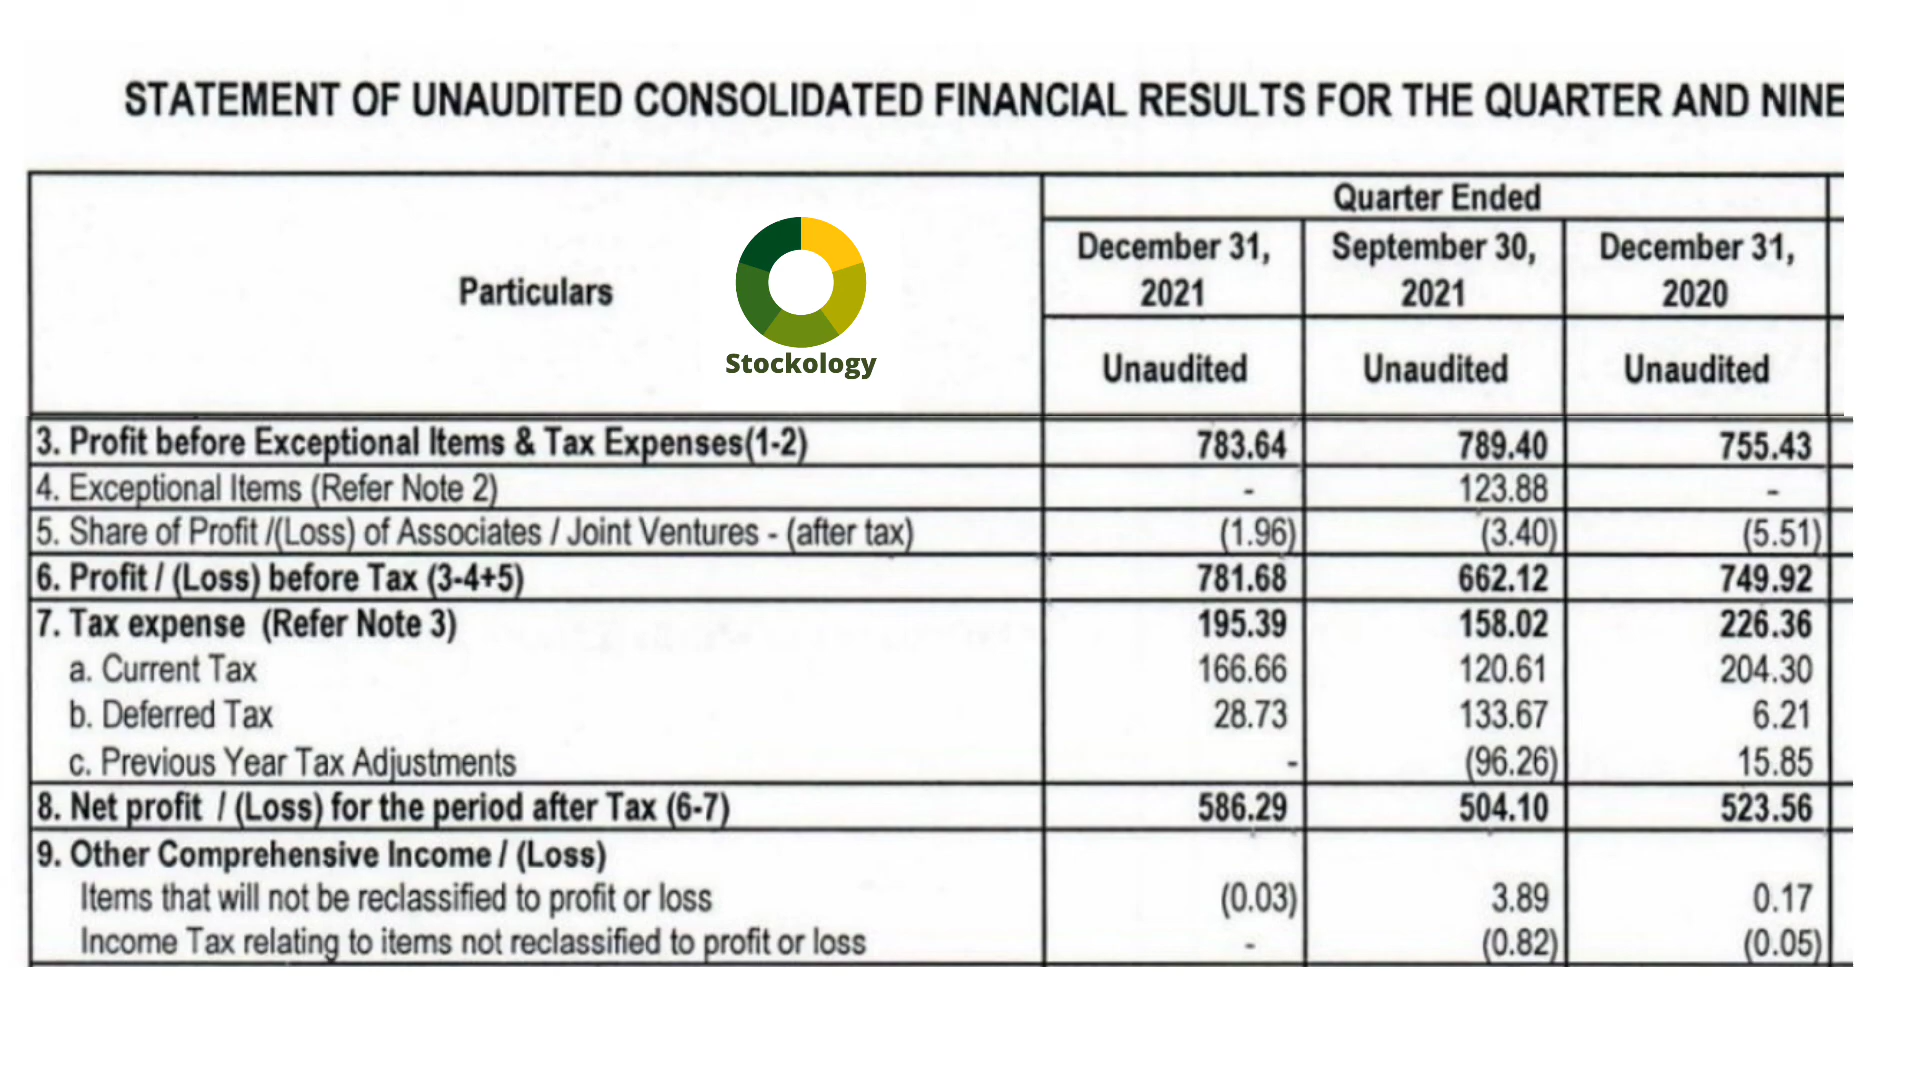 STATEMENT OF UNAUDITED CONSOLIDATED FINANCIAL RESULTS FOR THE QUARTER AND NINE
Particulars
Stockology
Quarter Ended
December 31, 2021 September 30, 2021 December 31, 2020
Unaudited Unaudited Unaudited
3. Profit before Exceptional Items & Tax Expenses(1-2) 783.64 789.40 755.43
4. Exceptional Items (Refer Note 2) - 123.88 -
5. Share of Profit /(Loss) of Associates / Joint Ventures - (after tax) (1.96) (3.40) (5.51)
6. Profit / (Loss) before Tax (3-4+5) 781.68 662.12 749.92
7. Tax expense (Refer Note 3) 195.39 158.02 226.36
a. Current Tax 166.66 120.61 204.30
b. Deferred Tax 28.73 133.67 6.21
c. Previous Year Tax Adjustments - (96.26) 15.85
8. Net profit / (Loss) for the period after Tax (6-7) 586.29 504.10 523.56
9. Other Comprehensive Income / (Loss)
Items that will not be reclassified to profit or loss (0.03) 3.89 0.17
Income Tax relating to items not reclassified to profit or loss - (0.82) (0.05)